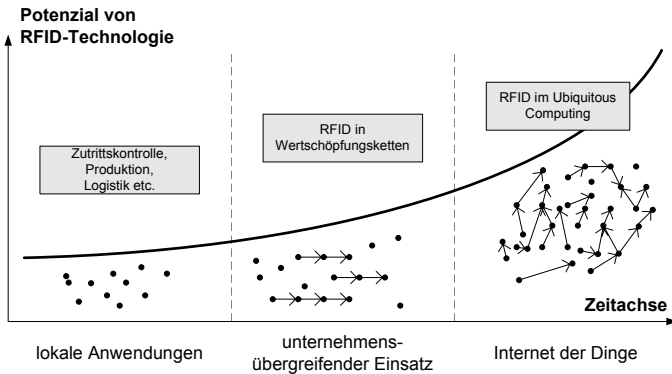 Potenzial von
RFID-Technologie
Zutrittskontrolle,
Produktion,
Logistik etc.
RFID in
Wertschöpfungsketten
RFID im Ubiquitous
Computing
Zeitachse
lokale Anwendungen
unternehmens-
übergreifender Einsatz
Internet der Dinge